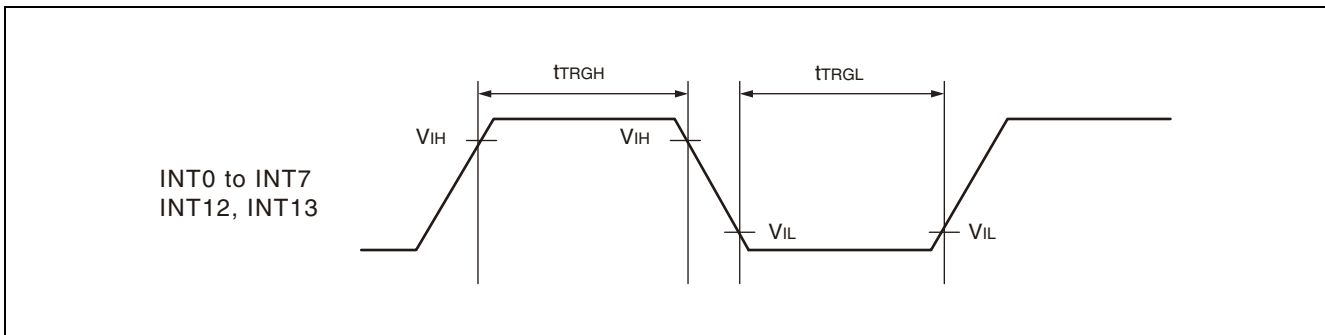 tTRGH
tTRGL
VIH
VIH
INT0 to INT7
INT12, INT13
VIL
VIL